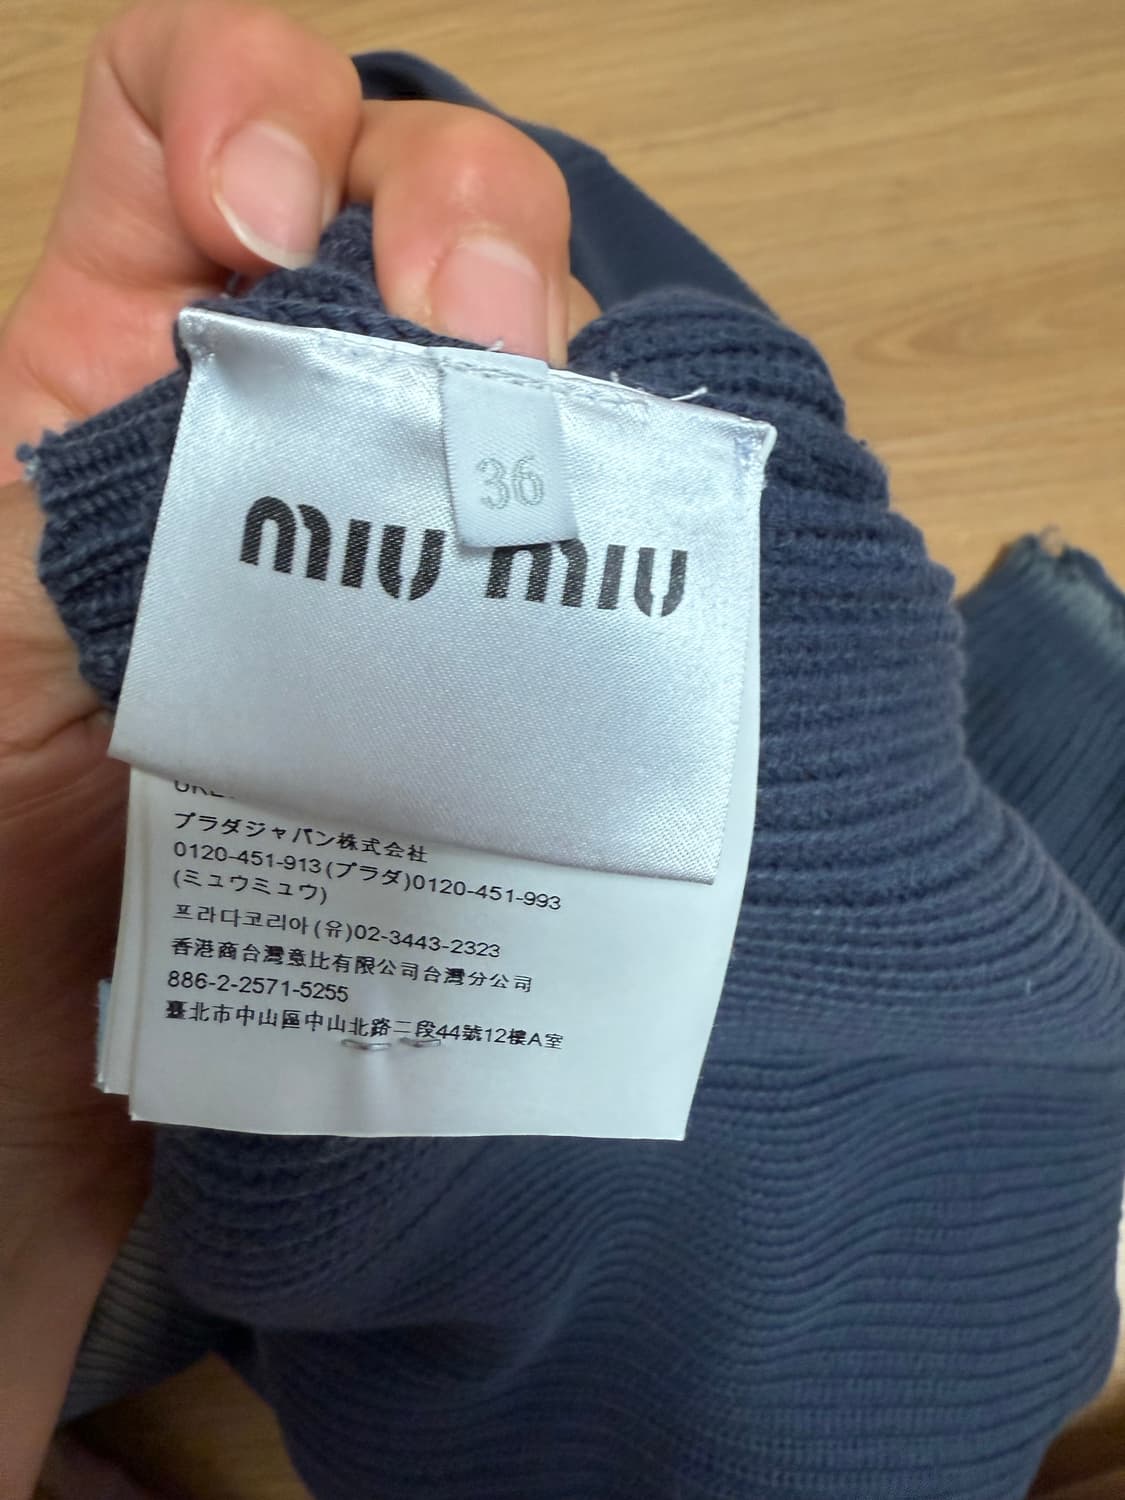 36
miu miu
プラダジャパン株式会社
0120-451-913(プラダ)0120-451-993
(ミュウミュウ)
프라다코리아(유)02-3443-2323
香港商台灣意比有限公司台灣分公司
886-2-2571-5255
臺北市中山區中山北路二段44號12樓A室